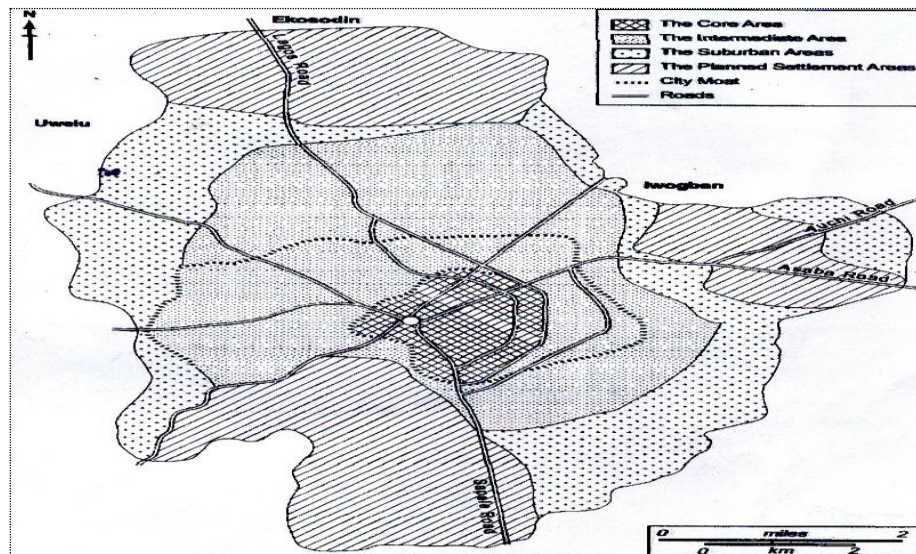 N
Ekosodin
The Core Area
The Intermediate Area
The Suburban Areas
The Planned Settlement Areas
City Moat
Roads
Lagos Road
Uwelu
Iwogban
Auchi Road
Asaba Road
Sapele Road
0 miles 2
0 km 2